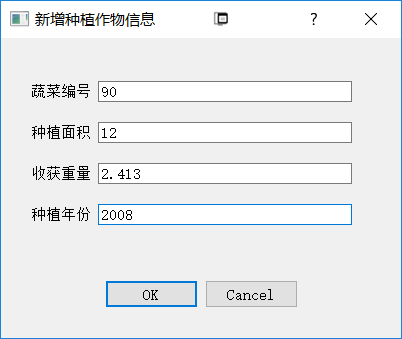 新增种植作物信息
蔬菜编号 90
种植面积 12
收获重量 2.413
种植年份 2008
OK Cancel